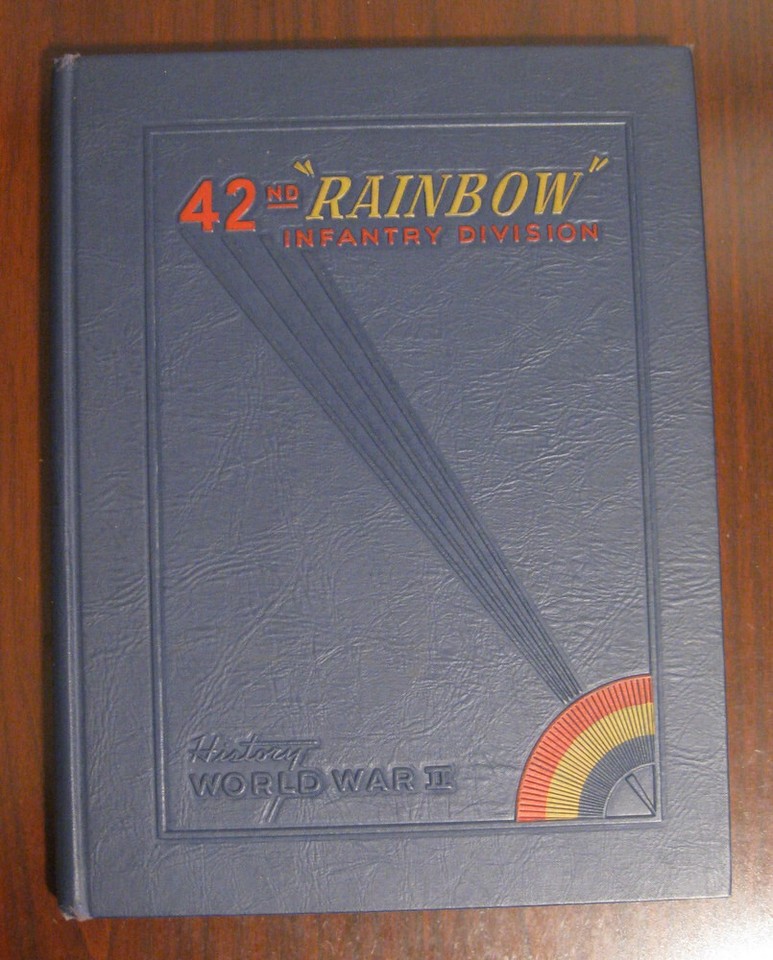 42ND "RAINBOW"
INFANTRY DIVISION
History
WORLD WAR II